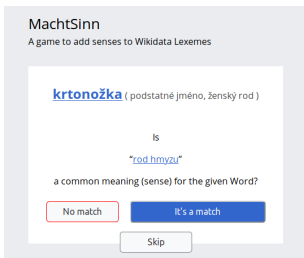 MachtSinn
A game to add senses to Wikidata Lexemes
krtonožka ( podstatné jméno, ženský rod )
Is
“rod hmyzu”
a common meaning (sense) for the given Word?
No match
It's a match
Skip